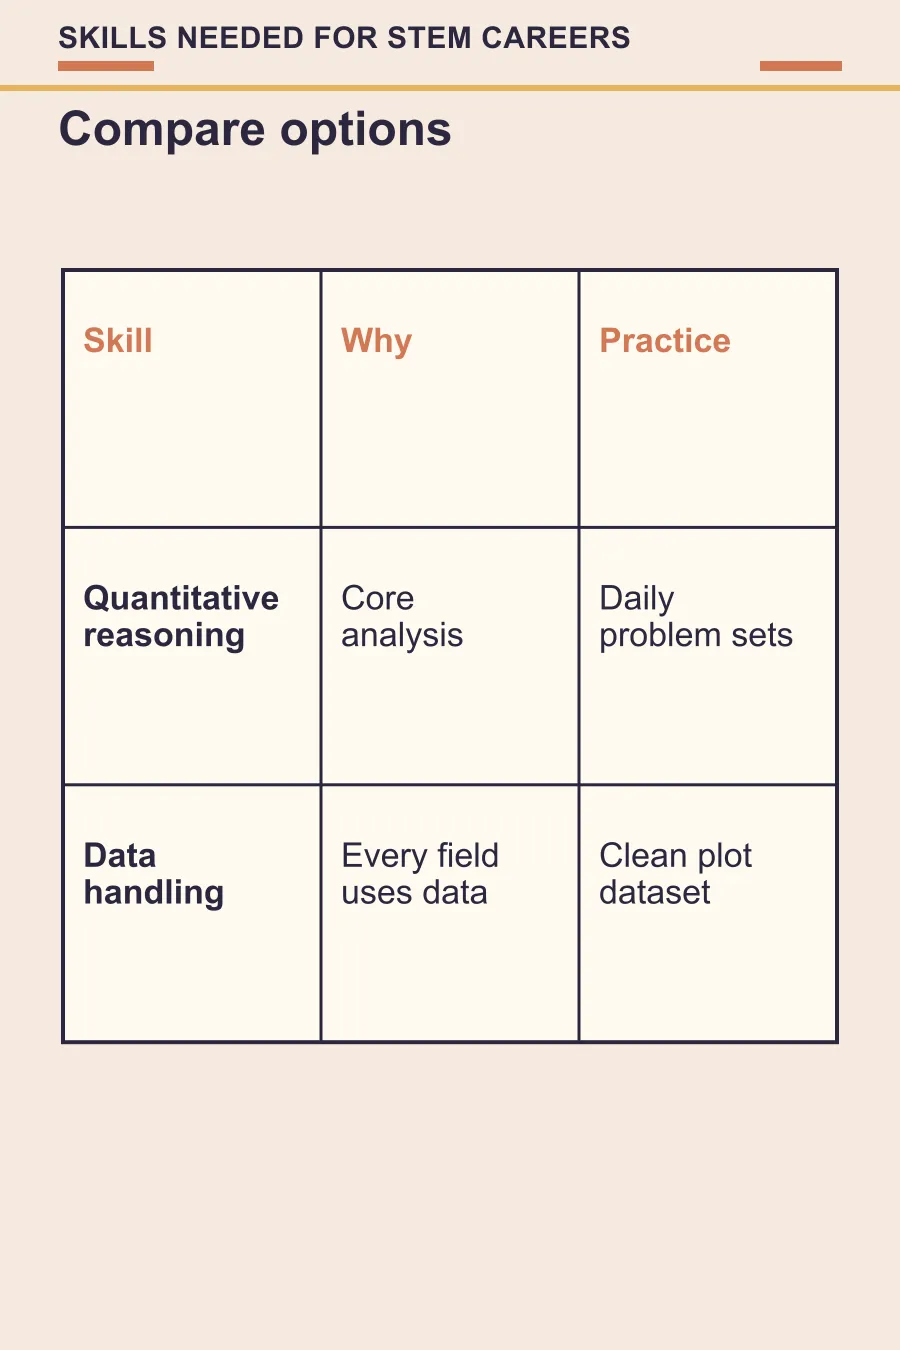 SKILLS NEEDED FOR STEM CAREERS
Compare options
Skill
Why
Practice
Quantitative
reasoning
Core
analysis
Daily
problem sets
Data
handling
Every field
uses data
Clean plot
dataset